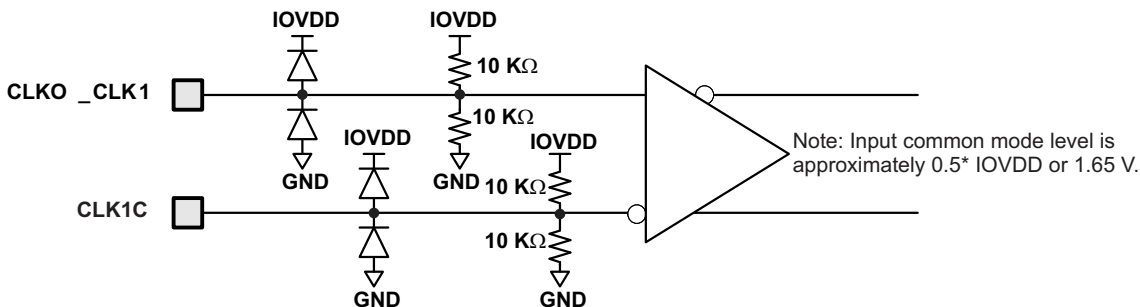 IOVDD
IOVDD
10 KΩ
CLKO _CLK1
10 KΩ
IOVDD
IOVDD
Note: Input common mode level is
approximately 0.5* IOVDD or 1.65 V.
GND
GND
10 KΩ
CLK1C
10 KΩ
GND
GND